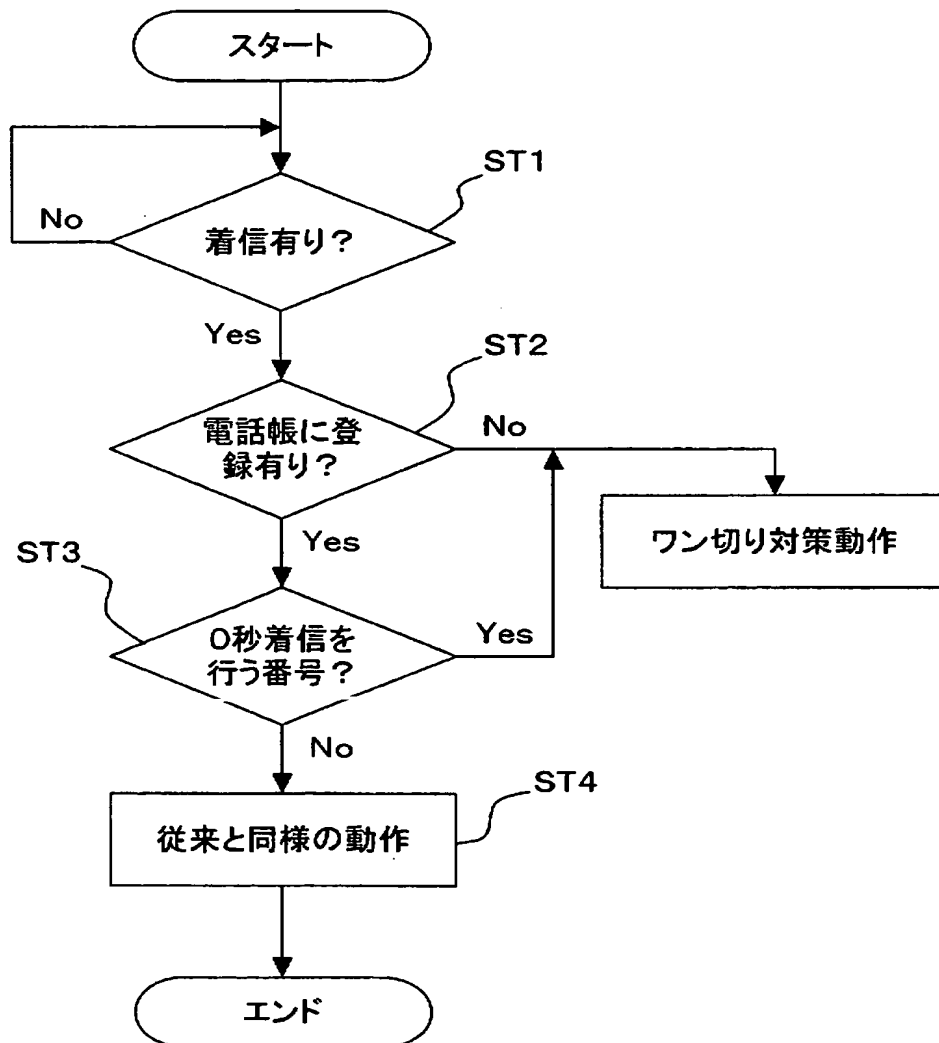 スタート
ST1
No
着信有り？
Yes
ST2
電話帳に登
録有り？
No
ワン切り対策動作
Yes
ST3
0秒着信を
行う番号？
Yes
No
ST4
従来と同様の動作
エンド